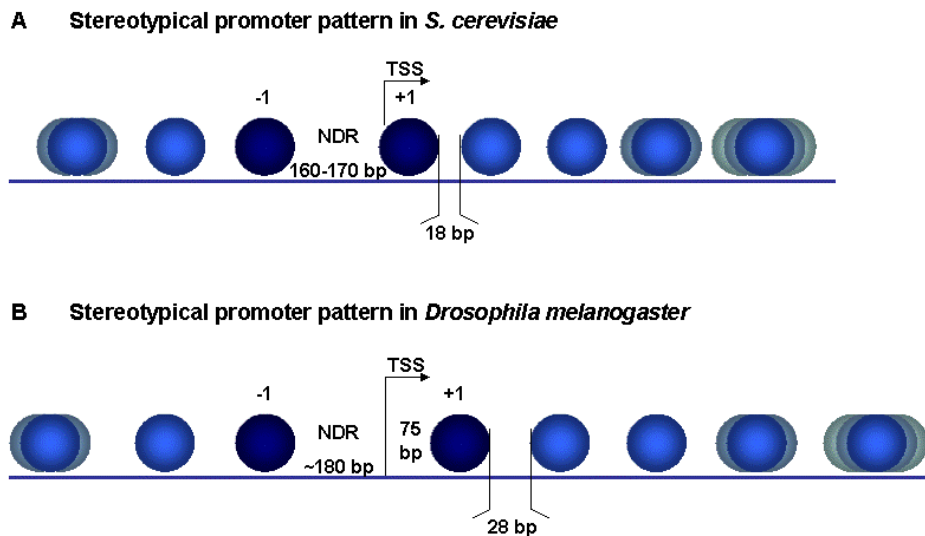 A Stereotypical promoter pattern in S. cerevisiae
TSS
-1 +1
NDR
160-170 bp
18 bp
B Stereotypical promoter pattern in Drosophila melanogaster
TSS
-1 +1
NDR 75
~180 bp bp
28 bp